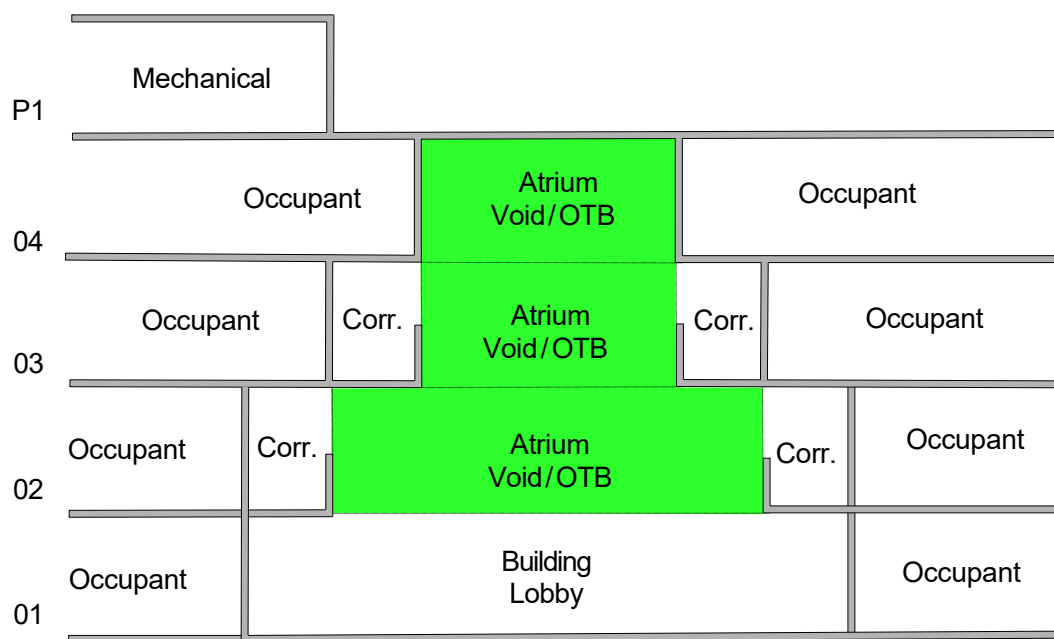 Mechanical
P1
Occupant
Atrium
Void/OTB
Occupant
04
Occupant
Corr.
Atrium
Void/OTB
Corr.
Occupant
03
Occupant
Corr.
Atrium
Void/OTB
Corr.
Occupant
02
Occupant
Building
Lobby
Occupant
01